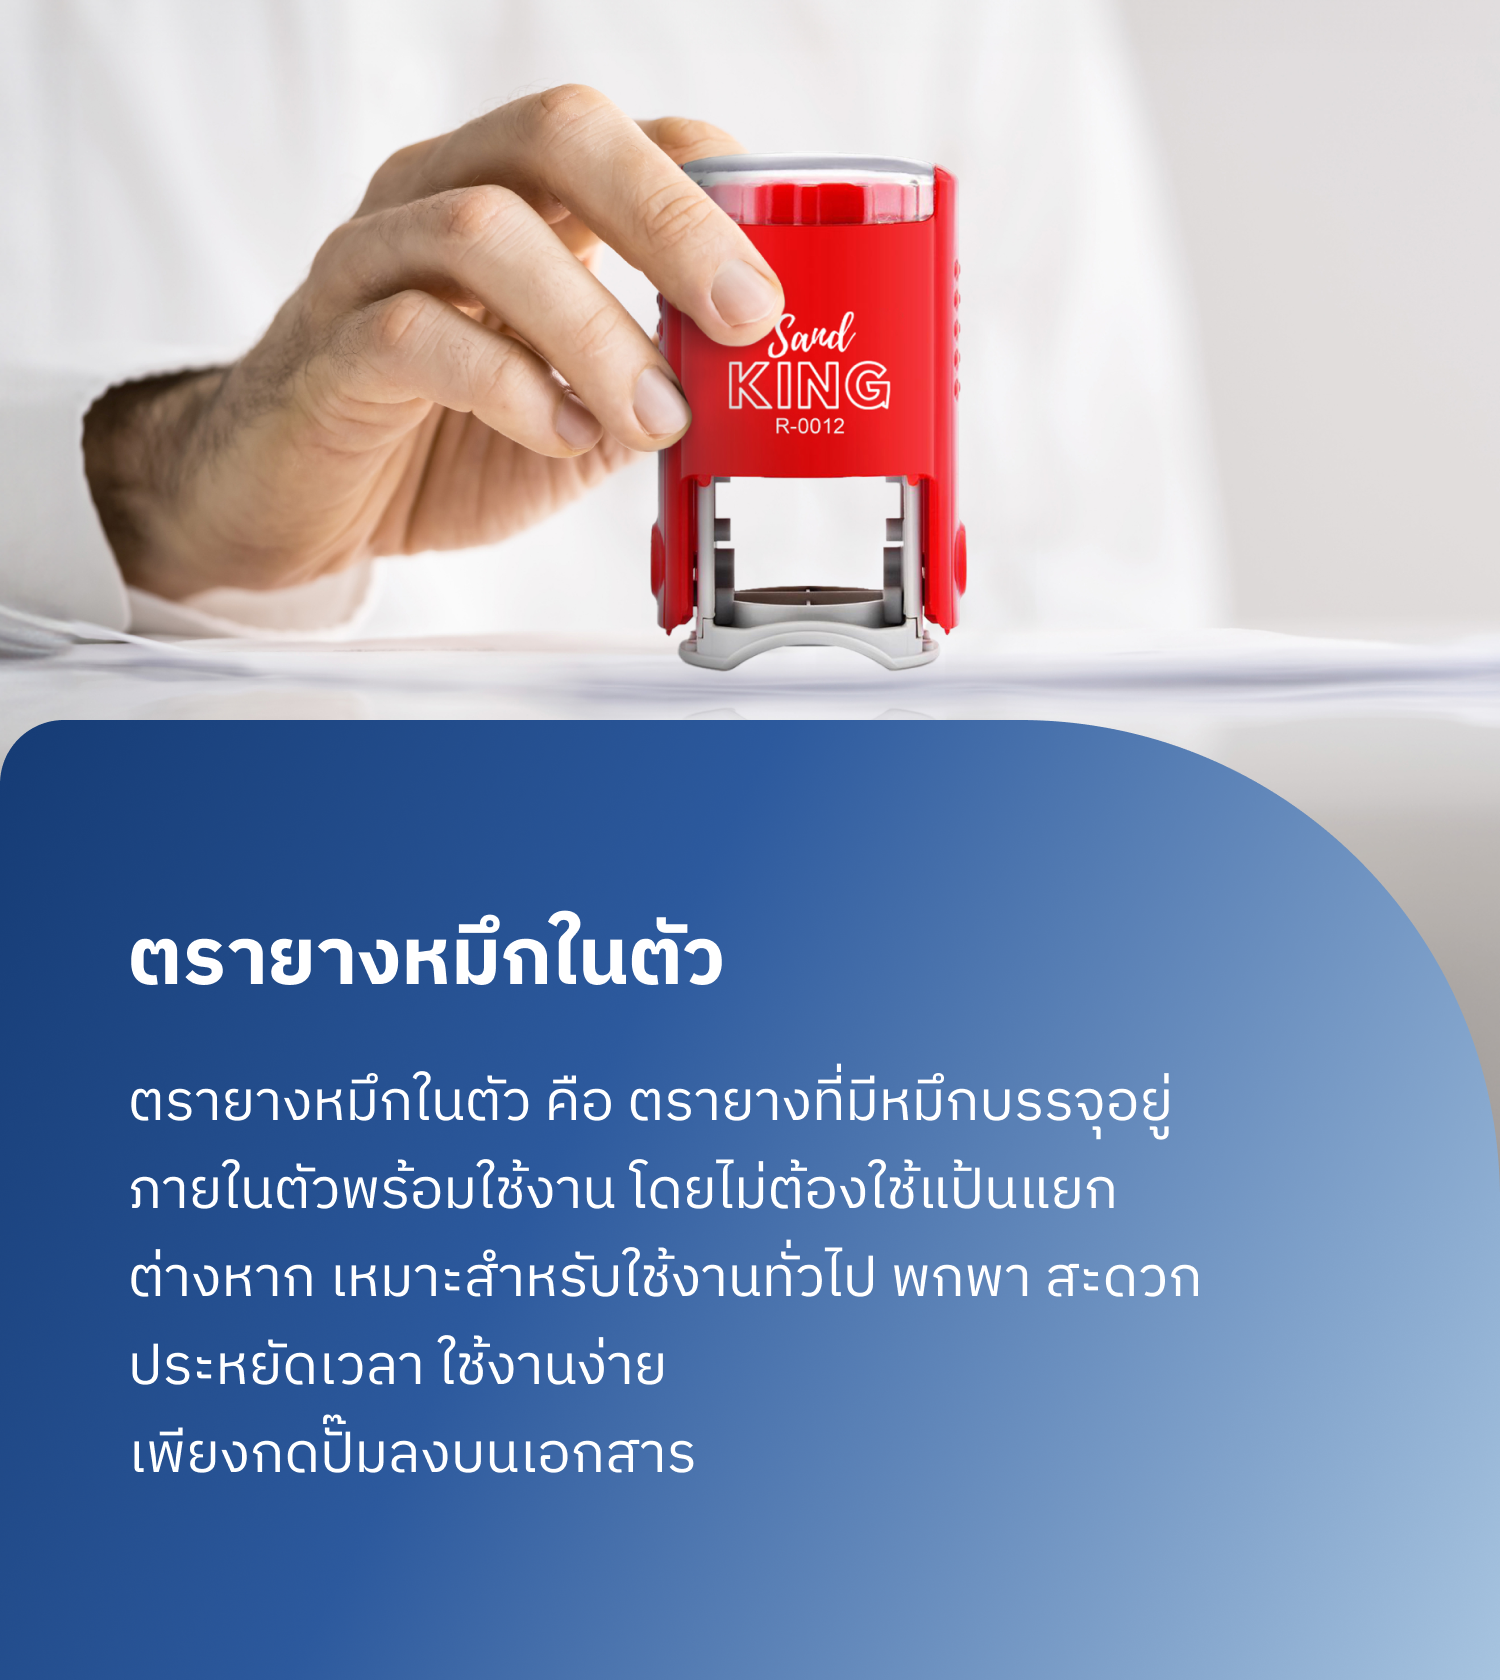 Sand
KING
R-0012
ตรายางหมึกในตัว
ตรายางหมึกในตัว คือ ตรายางที่มีหมึกบรรจุอยู่
ภายในตัวพร้อมใช้งาน โดยไม่ต้องใช้แป้นแยก
ต่างหาก เหมาะสำหรับใช้งานทั่วไป พกพา สะดวก
ประหยัดเวลา ใช้งานง่าย
เพียงกดปั๊มลงบนเอกสาร